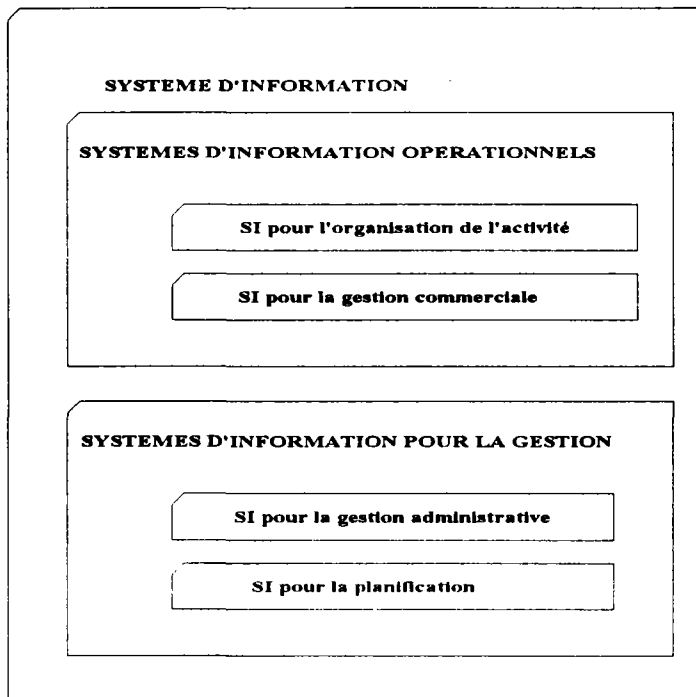 SYSTEME D'INFORMATION
SYSTEMES D'INFORMATION OPERATIONNELS
SI pour l'organisation de l'activité
SI pour la gestion commerciale
SYSTEMES D'INFORMATION POUR LA GESTION
SI pour la gestion administrative
SI pour la planification